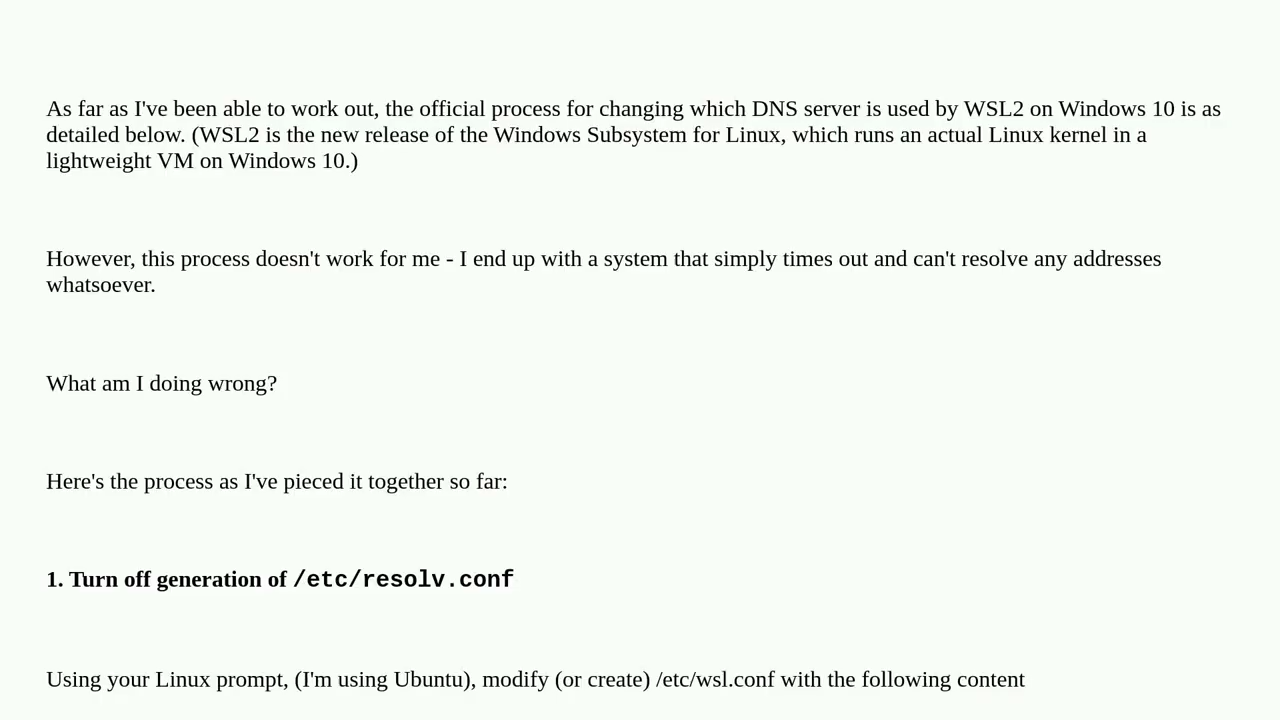 As far as I've been able to work out, the official process for changing which DNS server is used by WSL2 on Windows 10 is as
detailed below. (WSL2 is the new release of the Windows Subsystem for Linux, which runs an actual Linux kernel in a
lightweight VM on Windows 10.)
However, this process doesn't work for me - I end up with a system that simply times out and can't resolve any addresses
whatsoever.
What am I doing wrong?
Here's the process as I've pieced it together so far:
1. Turn off generation of /etc/resolv.conf
Using your Linux prompt, (I'm using Ubuntu), modify (or create) /etc/wsl.conf with the following content